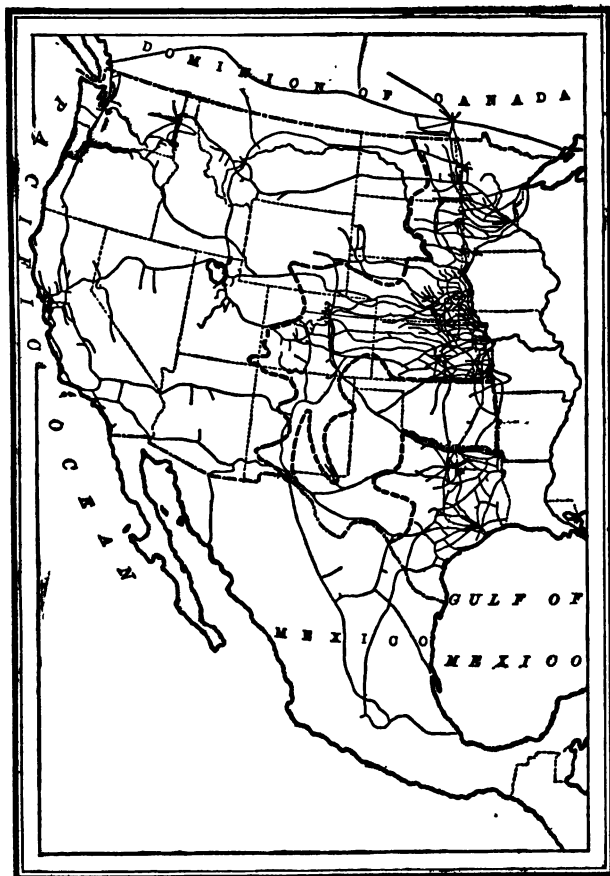 DOMINION OF CANADA
PACIFIC
OCEAN
MEXICO
GULF OF
MEXICO